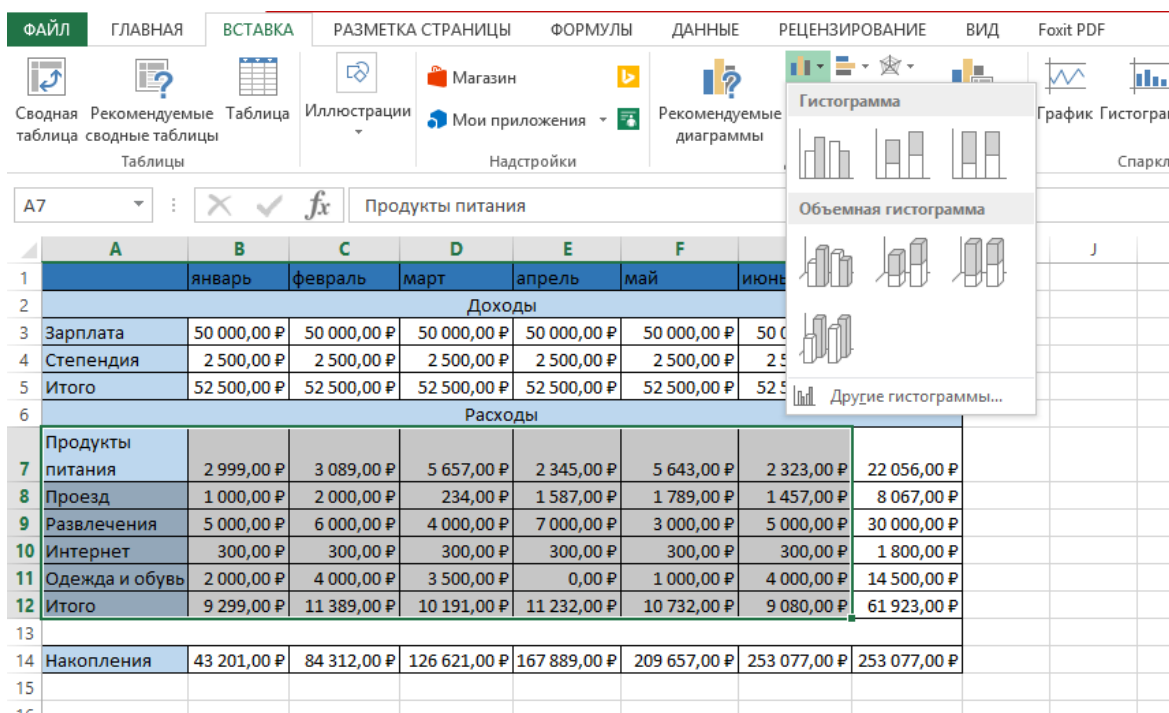 ФАЙЛ ГЛАВНАЯ ВСТАВКА РАЗМЕТКА СТРАНИЦЫ ФОРМУЛЫ ДАННЫЕ РЕЦЕНЗИРОВАНИЕ ВИД Foxit PDF
Сводная таблица
Рекомендуемые сводные таблицы
Таблица
Таблицы
Иллюстрации
Магазин
Мои приложения
Надстройки
Рекомендуемые диаграммы
График Гистогра
Спаркл
Гистограмма
Объемная гистограмма
Другие гистограммы...
A7 fx Продукты питания
A B C D E F J
1 январь февраль март апрель май июнь
2 Доходы
3 Зарплата 50 000,00 ₽ 50 000,00 ₽ 50 000,00 ₽ 50 000,00 ₽ 50 000,00 ₽ 50 0
4 Степендия 2 500,00 ₽ 2 500,00 ₽ 2 500,00 ₽ 2 500,00 ₽ 2 500,00 ₽ 2 5
5 Итого 52 500,00 ₽ 52 500,00 ₽ 52 500,00 ₽ 52 500,00 ₽ 52 500,00 ₽ 52 5
6 Расходы
Продукты
7 питания 2 999,00 ₽ 3 089,00 ₽ 5 657,00 ₽ 2 345,00 ₽ 5 643,00 ₽ 2 323,00 ₽ 22 056,00 ₽
8 Проезд 1 000,00 ₽ 2 000,00 ₽ 234,00 ₽ 1 587,00 ₽ 1 789,00 ₽ 1 457,00 ₽ 8 067,00 ₽
9 Развлечения 5 000,00 ₽ 6 000,00 ₽ 4 000,00 ₽ 7 000,00 ₽ 3 000,00 ₽ 5 000,00 ₽ 30 000,00 ₽
10 Интернет 300,00 ₽ 300,00 ₽ 300,00 ₽ 300,00 ₽ 300,00 ₽ 300,00 ₽ 1 800,00 ₽
11 Одежда и обувь 2 000,00 ₽ 4 000,00 ₽ 3 500,00 ₽ 0,00 ₽ 1 000,00 ₽ 4 000,00 ₽ 14 500,00 ₽
12 Итого 9 299,00 ₽ 11 389,00 ₽ 10 191,00 ₽ 11 232,00 ₽ 10 732,00 ₽ 9 080,00 ₽ 61 923,00 ₽
13
14 Накопления 43 201,00 ₽ 84 312,00 ₽ 126 621,00 ₽ 167 889,00 ₽ 209 657,00 ₽ 253 077,00 ₽ 253 077,00 ₽
15